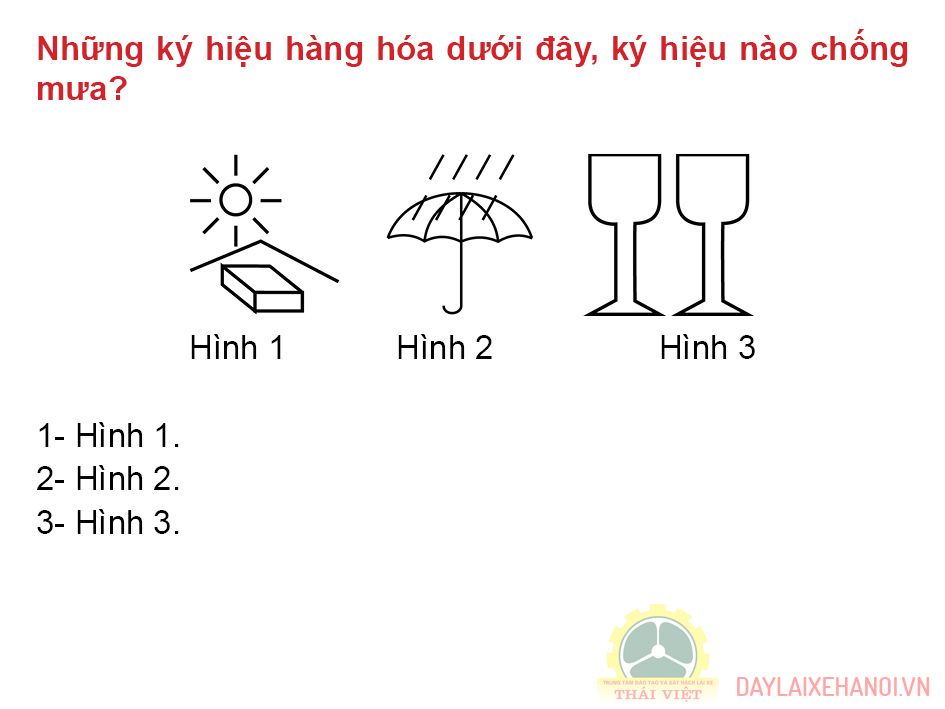 Những ký hiệu hàng hóa dưới đây, ký hiệu nào chống
mưa?
Hình 1 Hình 2 Hình 3
1- Hình 1.
2- Hình 2.
3- Hình 3.
TRUNG TÂM ĐÀO TẠO VÀ SÁT HẠCH LÁI XE
THÁI VIỆT
DAYLAIXEHANOI.VN